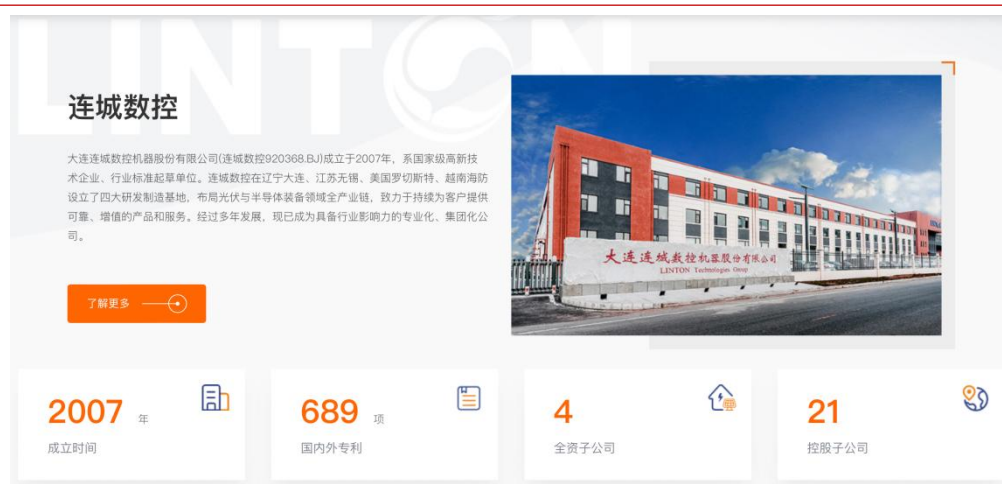 LINTON
连城数控
大连连城数控机器股份有限公司(连城数控920368.BJ)成立于2007年，系国家级高新技
术企业、行业标准起草单位。连城数控在辽宁大连、江苏无锡、美国罗切斯特、越南海防
设立了四大研发制造基地，布局光伏与半导体装备领域全产业链，致力于持续为客户提供
可靠、增值的产品和服务。经过多年发展，现已成为具备行业影响力的专业化、集团化公
司。
了解更多
大连连城数控机器股份有限公司
LINTON Technologies Group
2007 年
成立时间
689 项
国内外专利
4
全资子公司
21
控股子公司